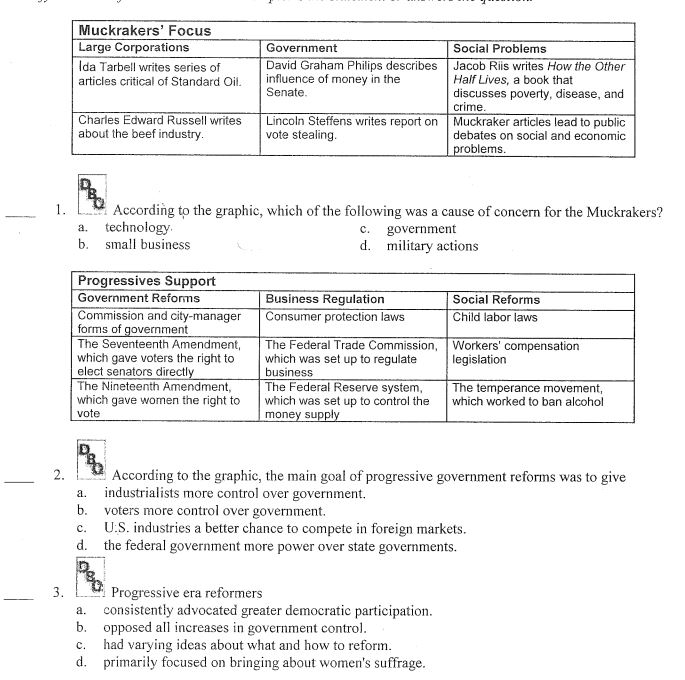 Muckrakers' Focus
Large Corporations Government Social Problems
Ida Tarbell writes series of articles critical of Standard Oil. David Graham Philips describes influence of money in the Senate. Jacob Riis writes How the Other Half Lives, a book that discusses poverty, disease, and crime.
Charles Edward Russell writes about the beef industry. Lincoln Steffens writes report on vote stealing. Muckraker articles lead to public debates on social and economic problems.
DBQ
1. According to the graphic, which of the following was a cause of concern for the Muckrakers?
a. technology c. government
b. small business d. military actions
Progressives Support
Government Reforms Business Regulation Social Reforms
Commission and city-manager forms of government Consumer protection laws Child labor laws
The Seventeenth Amendment, which gave voters the right to elect senators directly The Federal Trade Commission, which was set up to regulate business Workers' compensation legislation
The Nineteenth Amendment, which gave women the right to vote The Federal Reserve system, which was set up to control the money supply The temperance movement, which worked to ban alcohol
DBQ
2. According to the graphic, the main goal of progressive government reforms was to give
a. industrialists more control over government.
b. voters more control over government.
c. U.S. industries a better chance to compete in foreign markets.
d. the federal government more power over state governments.
DBQ
3. Progressive era reformers
a. consistently advocated greater democratic participation.
b. opposed all increases in government control.
c. had varying ideas about what and how to reform.
d. primarily focused on bringing about women's suffrage.